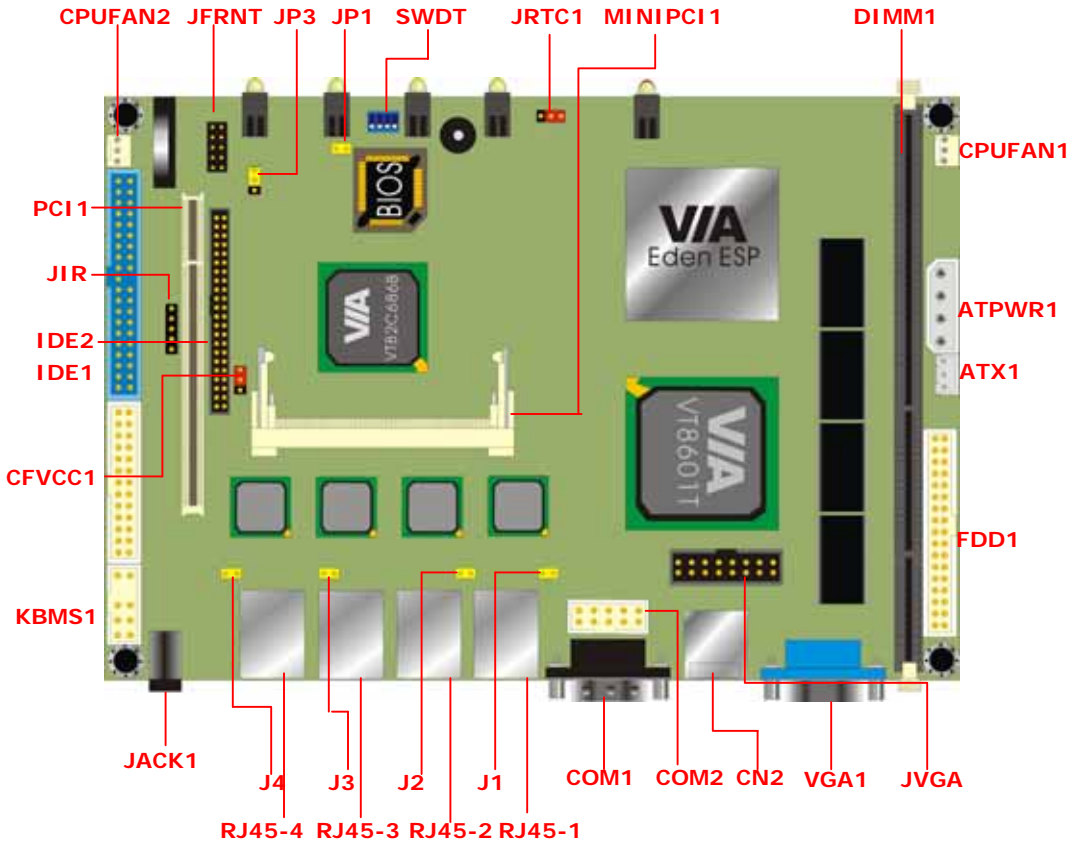 CPUFAN2 JFRNT JP3 JP1 SWDT JRTC1 MINIPCI1 DIMM1
CPUFAN1
PCI1
BIOS
VIA
Eden ESP
JIR
VIA
VT82C686B
ATPWR1
IDE2
IDE1
ATX1
VIA
VT8601T
CFVCC1
FDD1
KBMS1
JACK1
J4 J3 J2 J1 COM1 COM2 CN2 VGA1 JVGA
RJ45-4 RJ45-3 RJ45-2 RJ45-1